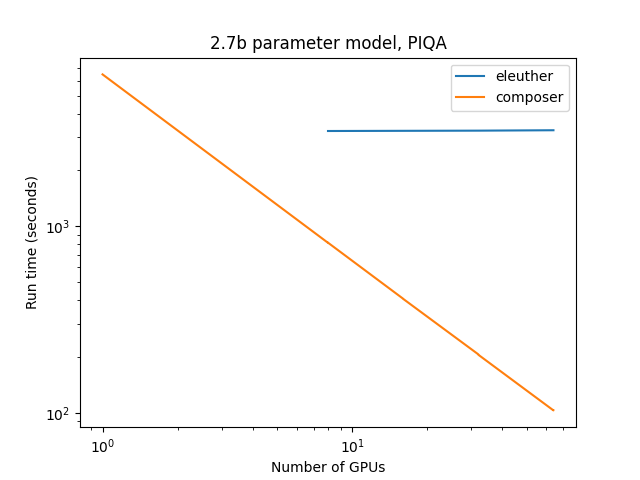 2.7b parameter model, PIQA
eleuther
composer
Run time (seconds)
10³
10²
10⁰
10¹
Number of GPUs